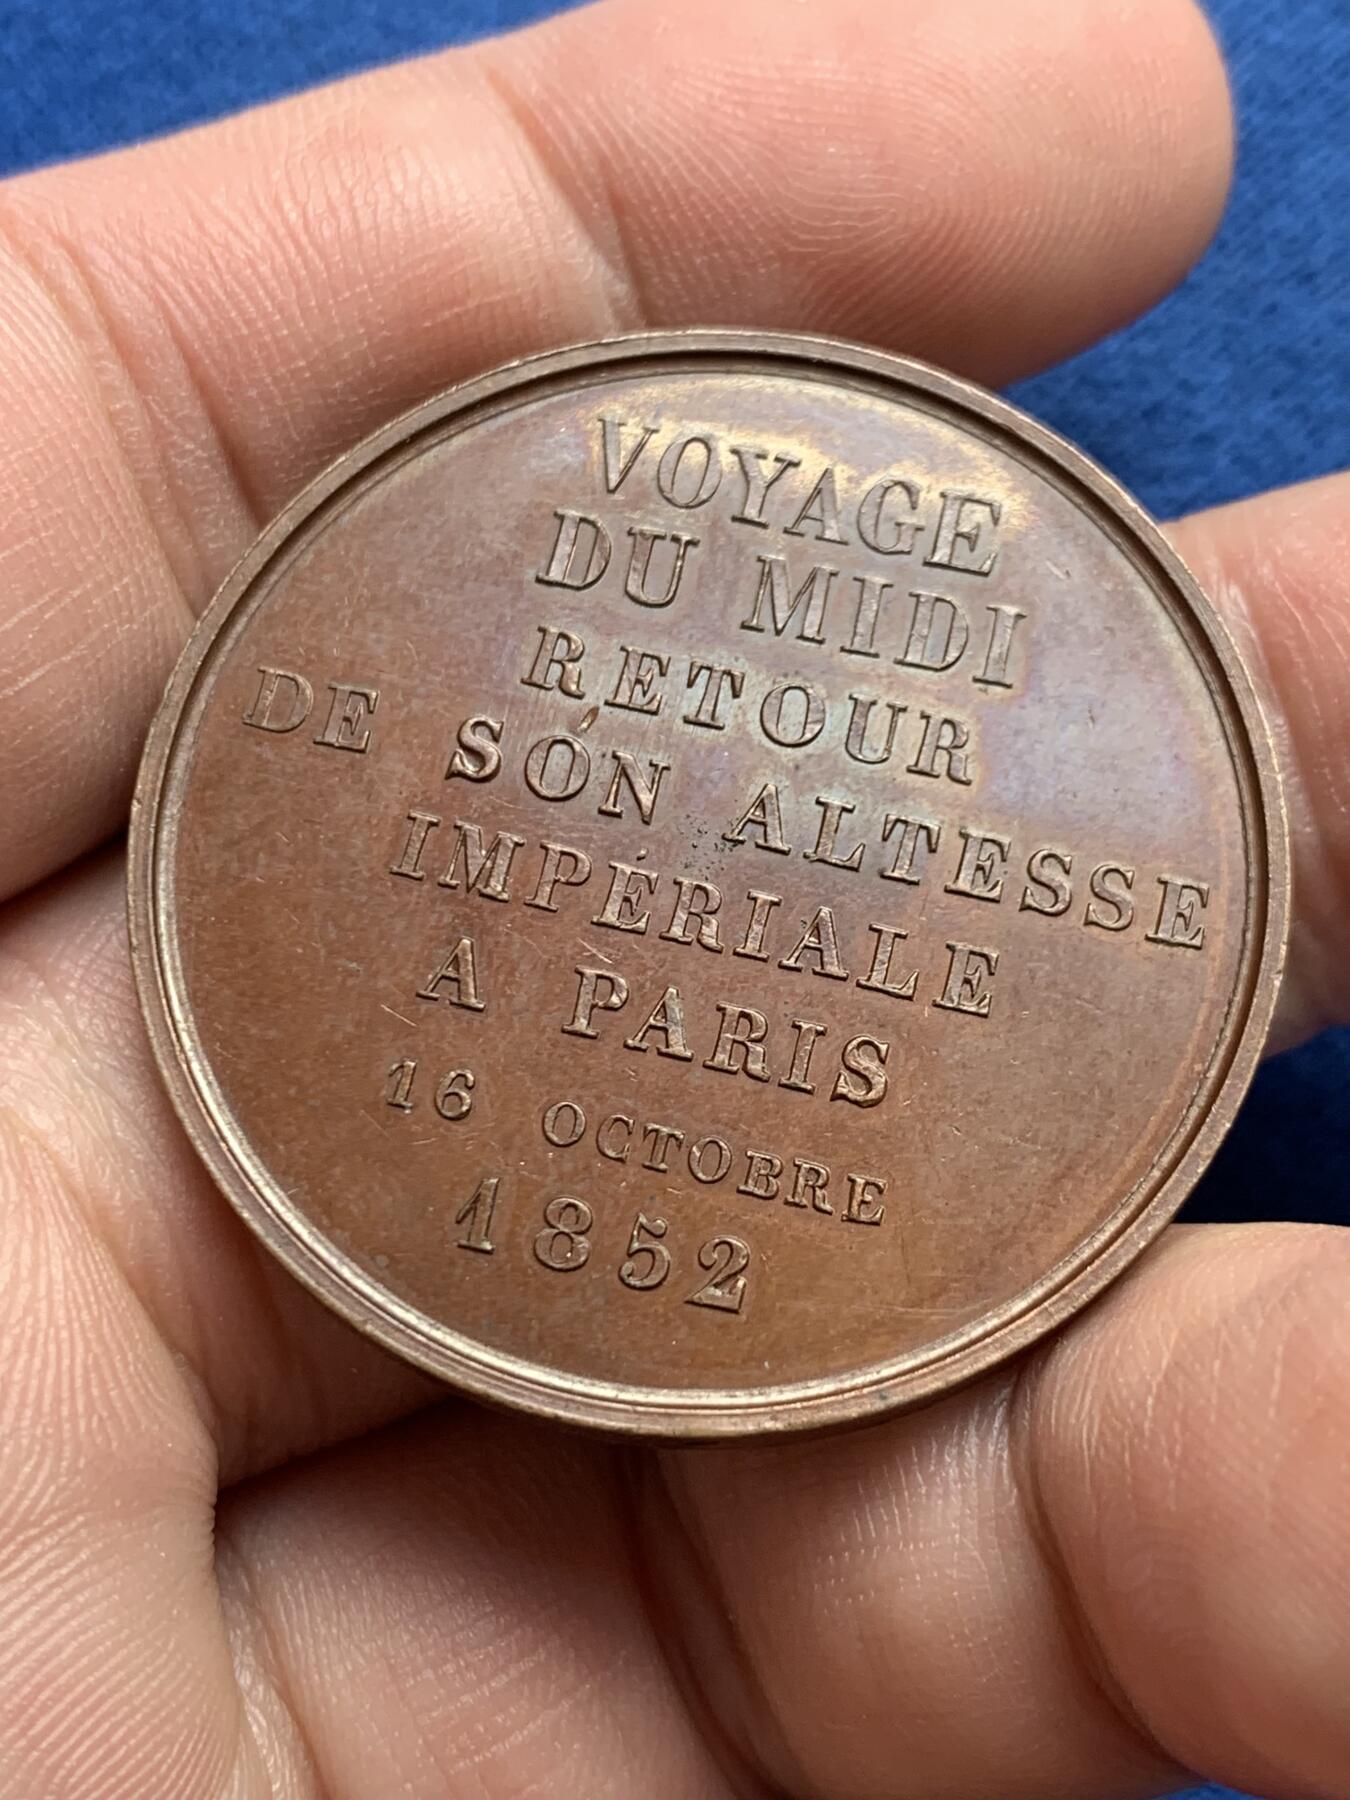 VOYAGE
DU MIDI
RETOUR
DE SON ALTESSE
IMPÉRIALE
A PARIS
16 OCTOBRE
1852